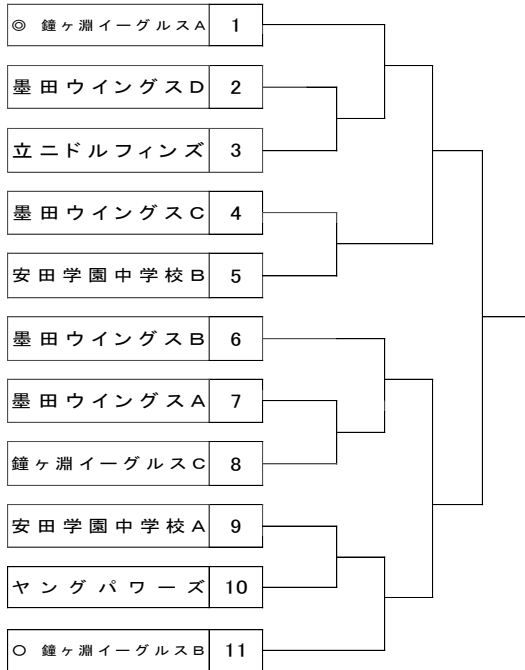 ◎ 鐘ヶ淵イーグルスA 1
墨田ウイングスD 2
立ニドルフィンズ 3
墨田ウイングスC 4
安田学園中学校B 5
墨田ウイングスB 6
墨田ウイングスA 7
鐘ヶ淵イーグルスC 8
安田学園中学校A 9
ヤングパワーズ 10
○ 鐘ヶ淵イーグルスB 11